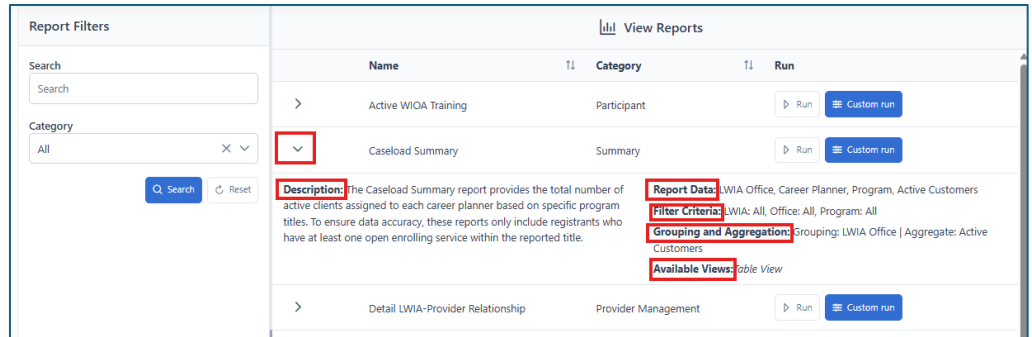 Report Filters
View Reports
Search
Search
Category
All
Search Reset
Name Category Run
Active WIOA Training Participant Run Custom run
Caseload Summary Summary Run Custom run
Description: The Caseload Summary report provides the total number of
active clients assigned to each career planner based on specific program
titles. To ensure data accuracy, these reports only include registrants who
have at least one open enrolling service within the reported title.
Report Data: LWIA Office, Career Planner, Program, Active Customers
Filter Criteria: LWIA: All, Office: All, Program: All
Grouping and Aggregation: Grouping: LWIA Office | Aggregate: Active
Customers
Available Views: Table View
Detail LWIA-Provider Relationship Provider Management Run Custom run